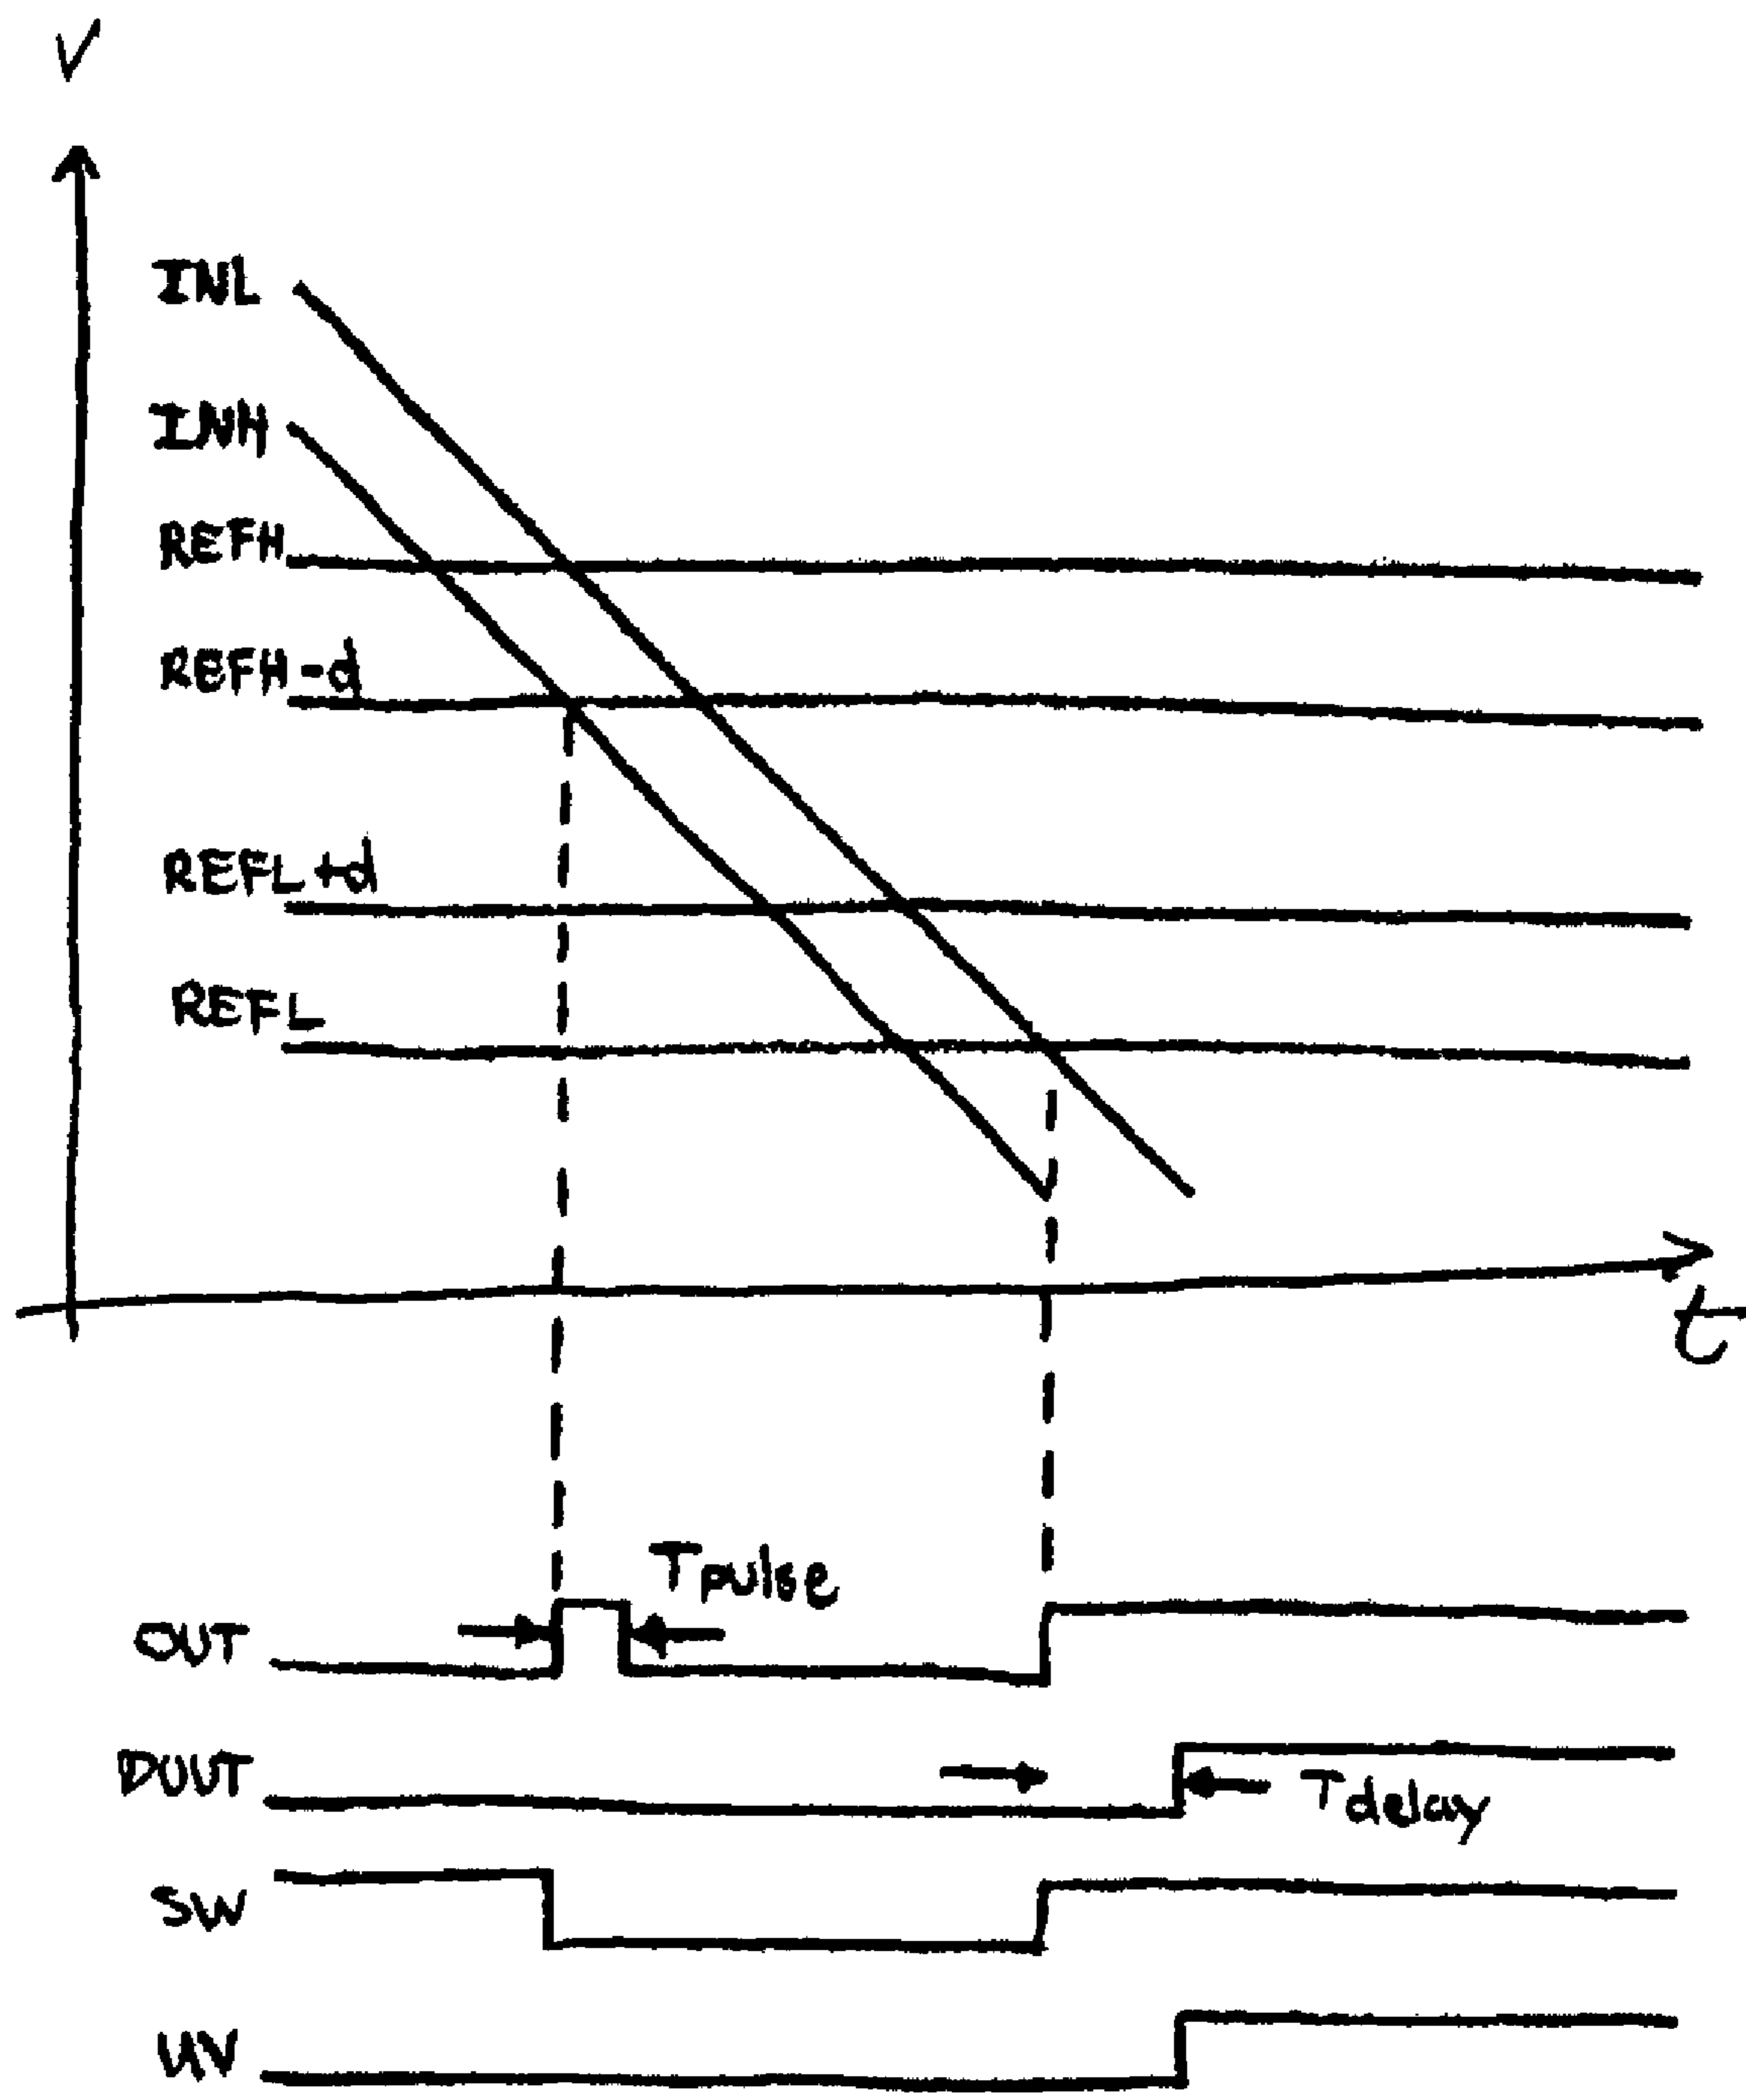 V
INL
INH
REFH
REFH-d
REFL+d
REFL
t
Tpulse
OUT
DOUT
Tdelay
SW
UV